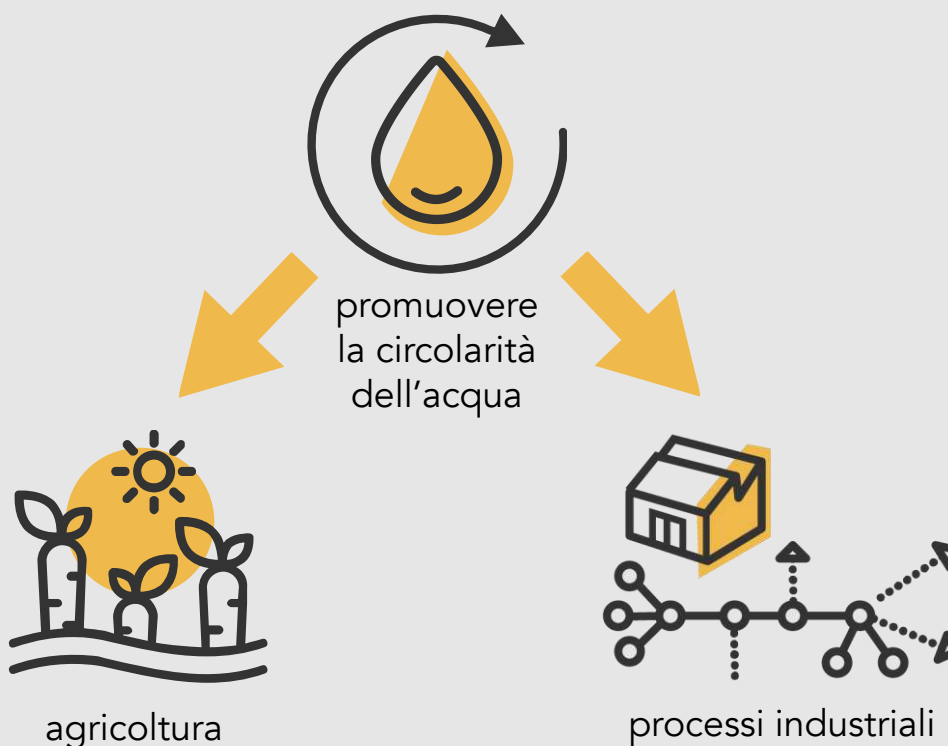 promuovere
la circolarità
dell’acqua
agricoltura
processi industriali